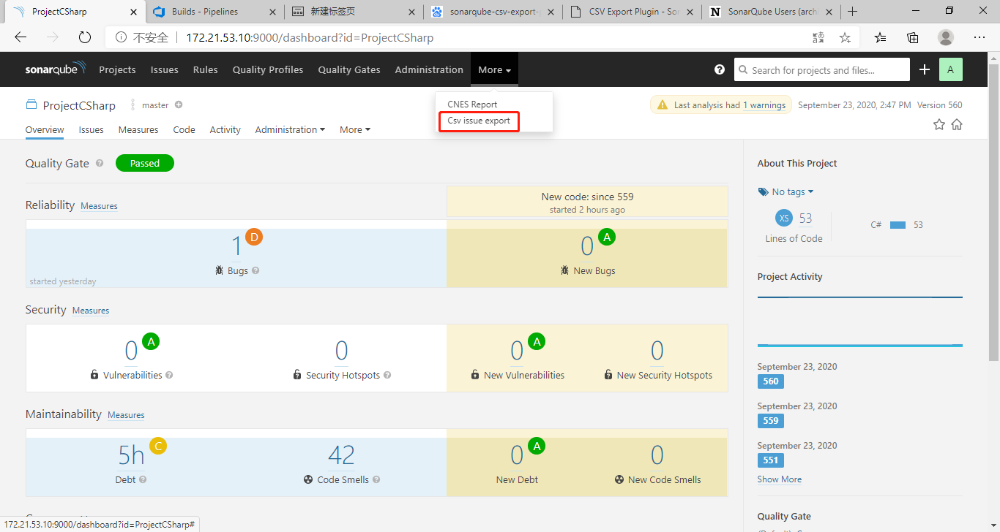 ProjectCSharp
Builds - Pipelines
新建标签页
sonarqube-csv-export-
CSV Export Plugin - Son
SonarQube Users (arch
不安全
172.21.53.10:9000/dashboard?id=ProjectCSharp
sonarqube Projects Issues Rules Quality Profiles Quality Gates Administration More
Search for projects and files...
A
CNES Report
Csv issue export
ProjectCSharp
master
Last analysis had 1 warnings
September 23, 2020, 2:47 PM Version 560
Overview Issues Measures Code Activity Administration More
Quality Gate Passed
Reliability Measures
New code: since 559
started 2 hours ago
1 D
Bugs
started yesterday
0 A
New Bugs
Security Measures
0 A
Vulnerabilities
0
Security Hotspots
0 A
New Vulnerabilities
0
New Security Hotspots
Maintainability Measures
5h C
Debt
42
Code Smells
0 A
New Debt
0
New Code Smells
About This Project
No tags
XS 53
Lines of Code
C# 53
Project Activity
September 23, 2020
560
September 23, 2020
559
September 23, 2020
551
Show More
Quality Gate
172.21.53.10:9000/dashboard?id=ProjectCSharp#